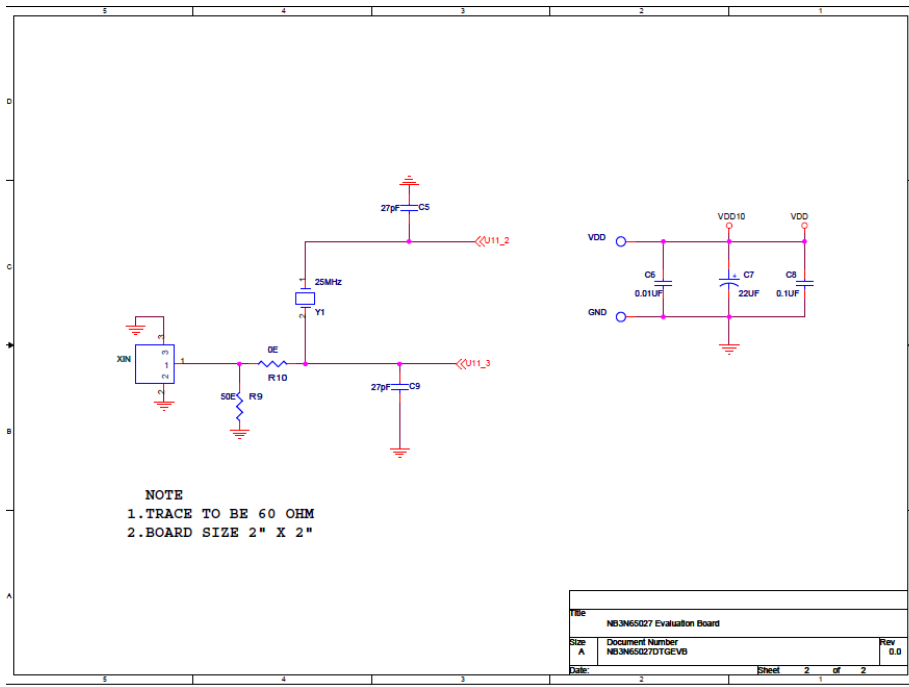 5 4 3 2 1
D
C
B
A
27pF C5
U11_2
1
25MHz
Y1
2
VDD10 VDD
VDD
C6 C7 C8
+
0.01UF 22UF 0.1UF
GND
3
3
XIN 1 1
2
2
0E
R10
U11_3
50E R9
27pF C9
NOTE
1.TRACE TO BE 60 OHM
2.BOARD SIZE 2" X 2"
Title
NB3N65027 Evaluation Board
Size Document Number Rev
A NB3N65027DTGEVB 0.0
Date: Sheet 2 of 2
5 4 3 2 1